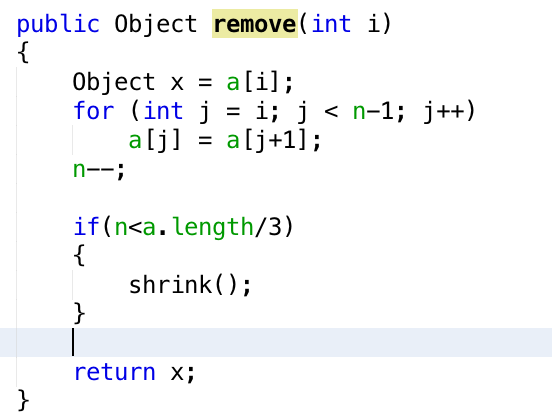 public Object remove(int i)
{
    Object x = a[i];
    for (int j = i; j < n-1; j++)
        a[j] = a[j+1];
    n--;

    if(n<a.length/3)
    {
        shrink();
    }

    return x;
}